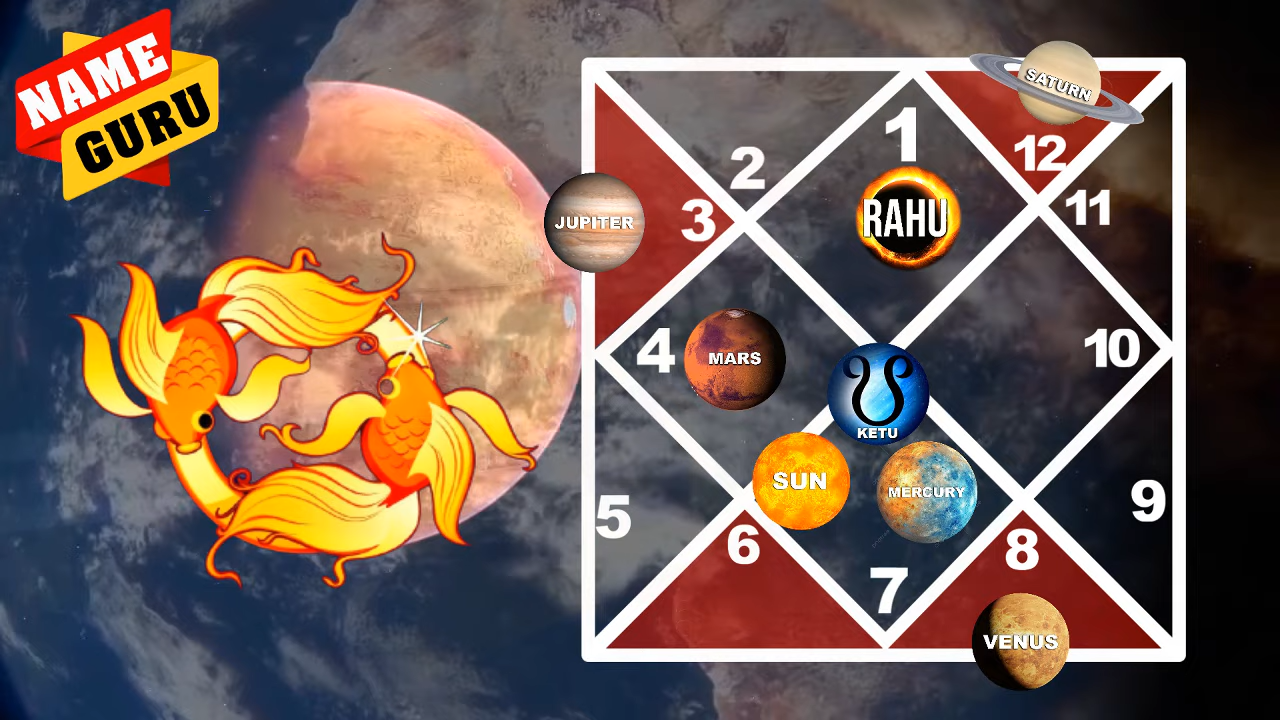 NAME
GURU
SATURN
1
12
2
11
3
JUPITER
RAHU
4
MARS
10
KETU
SUN
MERCURY
5
9
6
8
7
VENUS